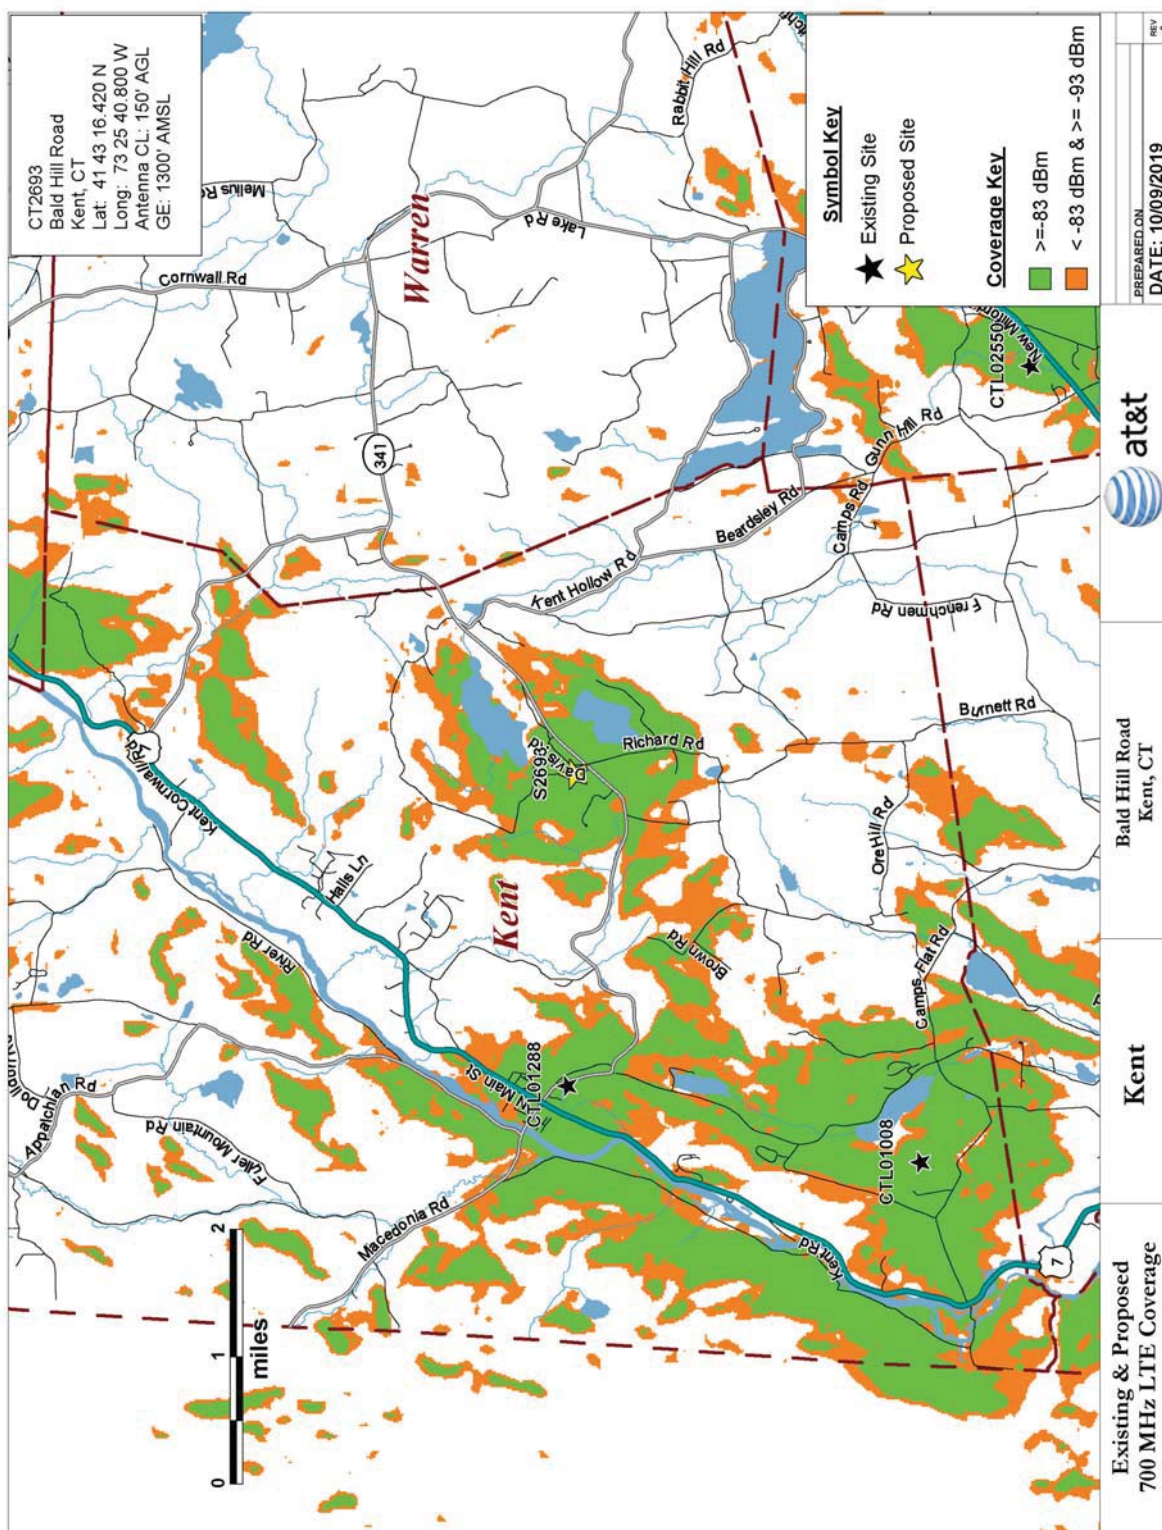 CT2693
Bald Hill Road
Kent, CT
Lat: 41 43 16.420 N
Long: 73 25 40.800 W
Antenna CL: 150' AGL
GE: 1300' AMSL
Symbol Key
Existing Site
Proposed Site
Coverage Key
>=-83 dBm
< -83 dBm & >= -93 dBm
0
1
2
miles
Appalchian Rd
Fuller Mountain Rd
Macedonia Rd
River Rd
Halls Ln
Kent Cornwall Rd
7
Cornwall Rd
Melius Rd
341
Warren
Lake Rd
Rabbit Hill Rd
Kent
N Main St
CTL01288
S2693
Davis Rd
Richard Rd
Kent Hollow Rd
Beardsley Rd
Camps Rd
Gunn Hill Rd
CTL02550
New Milford
Frenchmen Rd
Burnett Rd
Ore Hill Rd
Brown Rd
Camps Flat Rd
CTL01008
Kent Rd
7
Existing & Proposed
700 MHz LTE Coverage
Kent
Bald Hill Road
Kent, CT
at&t
PREPARED ON
DATE: 10/09/2019
REV